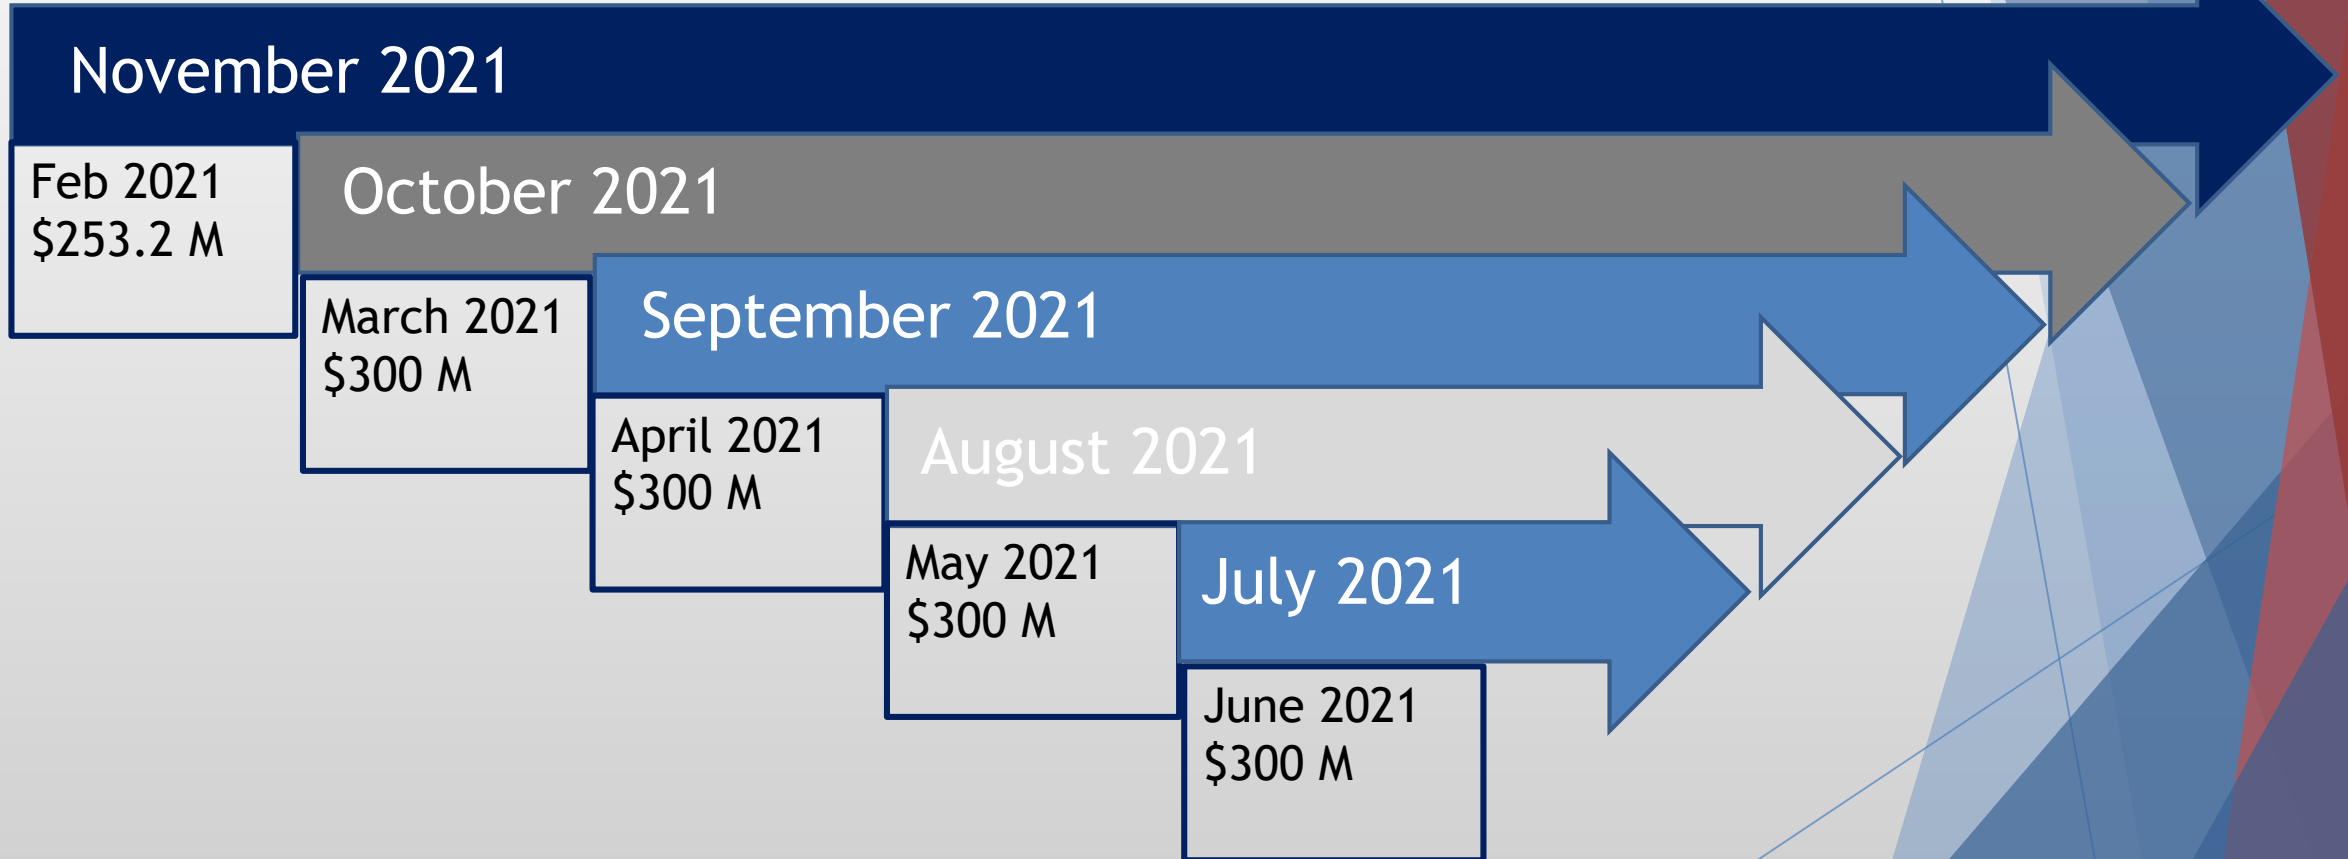 November 2021
Feb 2021
$253.2 M
October 2021
March 2021
$300 M
September 2021
April 2021
$300 M
August 2021
May 2021
$300 M
July 2021
June 2021
$300 M